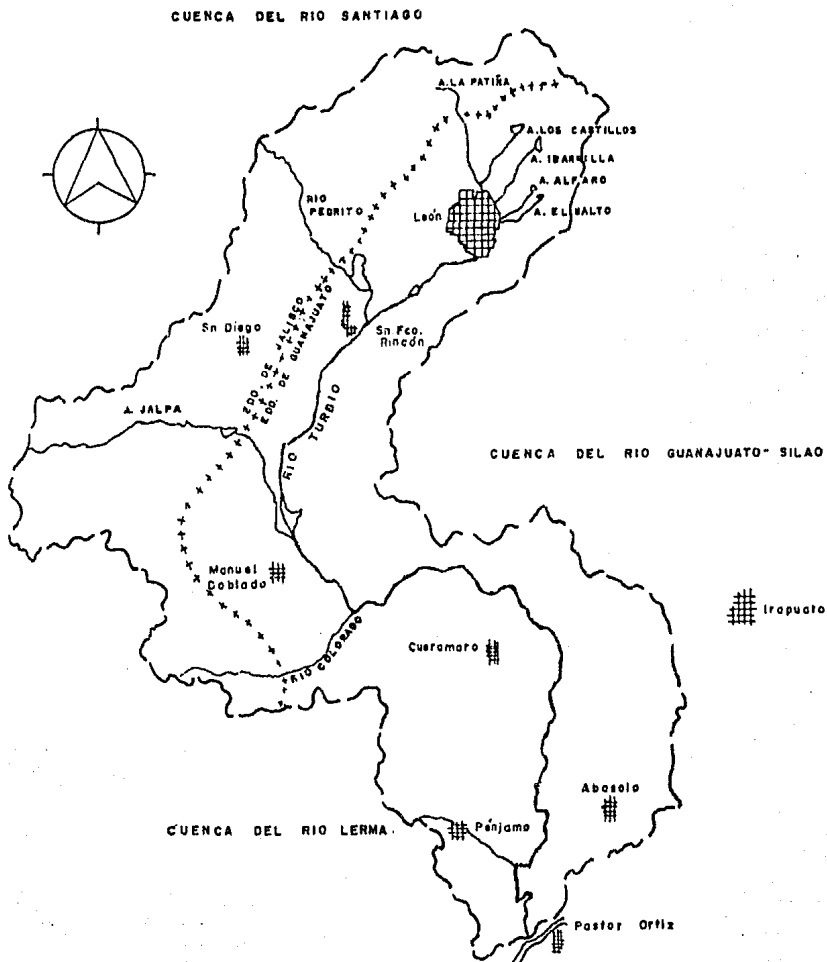 CUENCA DEL RIO SANTIAGO
A. LA PATIÑA
A. LOS CASTILLOS
A. IBARRILLA
A. ALFARO
A. EL SALTO
León
RIO
PEDRITO
Sn Diego
EDO. DE JALISCO
EDO. DE GUANAJUATO
Sn. Fco.
Rincón
A. JALPA
RIO TURBIO
CUENCA DEL RIO GUANAJUATO-SILAO
Manuel
Doblado
Irapuato
RIO COLORADO
Cueramaro
Abasolo
CUENCA DEL RIO LERMA.
Pénjamo
Pastor Ortiz